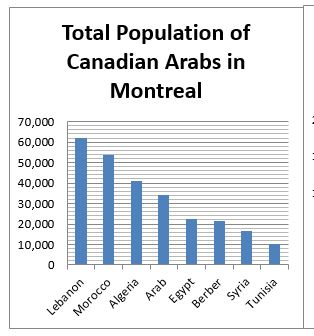 Total Population of
Canadian Arabs in
Montreal
70,000
60,000
50,000
40,000
30,000
20,000
10,000
0
Lebanon
Morocco
Algeria
Arab
Egypt
Berber
Syria
Tunisia